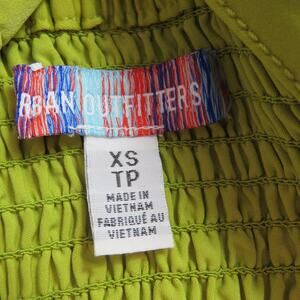 RBAN OUTFITTERS
XS
TP
MADE IN
VIETNAM
FABRIQUÉ AU
VIETNAM